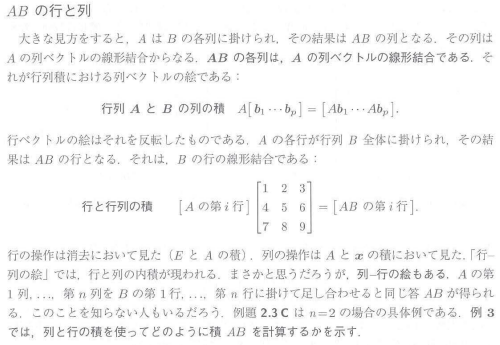 AB の行と列
大きな見方をすると，A は B の各列に掛けられ，その結果は AB の列となる．その列は
A の列ベクトルの線形結合からなる．AB の各列は，A の列ベクトルの線形結合である．そ
れが行列積における列ベクトルの絵である：
行列 A と B の列の積　A[b₁⋯bₚ] = [Ab₁⋯Abₚ].
行ベクトルの絵はそれを反転したものである．A の各行が行列 B 全体に掛けられ，その結
果は AB の行となる．それは，B の行の線形結合である：
1 2 3
行と行列の積　[A の第 i 行] 4 5 6 = [AB の第 i 行].
7 8 9
行の操作は消去において見た（E と A の積）．列の操作は A と x の積において見た．「行–
列の絵」では，行と列の内積が現われる．まさかと思うだろうが，列–行の絵もある．A の第
1 列, ..., 第 n 列を B の第 1 行, ..., 第 n 行に掛けて足し合わせると同じ答 AB が得られ
る．このことを知らない人もいるだろう．例題 2.3 C は n=2 の場合の具体例である．例 3
では，列と行の積を使ってどのように積 AB を計算するかを示す．